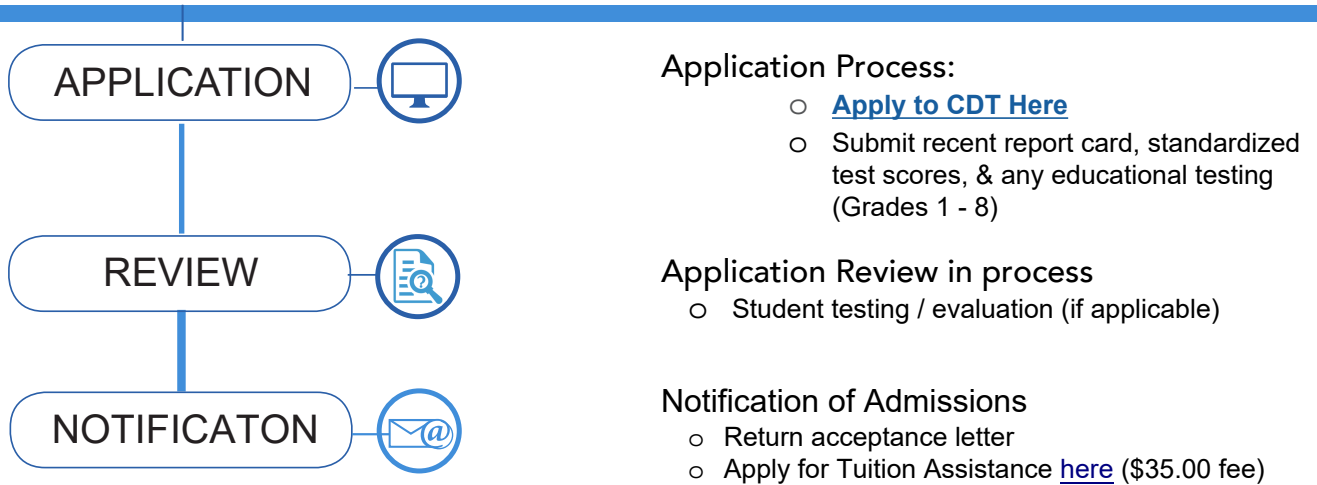 APPLICATION
Application Process:
○ Apply to CDT Here
○ Submit recent report card, standardized
test scores, & any educational testing
(Grades 1 - 8)
REVIEW
?
Application Review in process
○ Student testing / evaluation (if applicable)
NOTIFICATON
@
Notification of Admissions
○ Return acceptance letter
○ Apply for Tuition Assistance here ($35.00 fee)